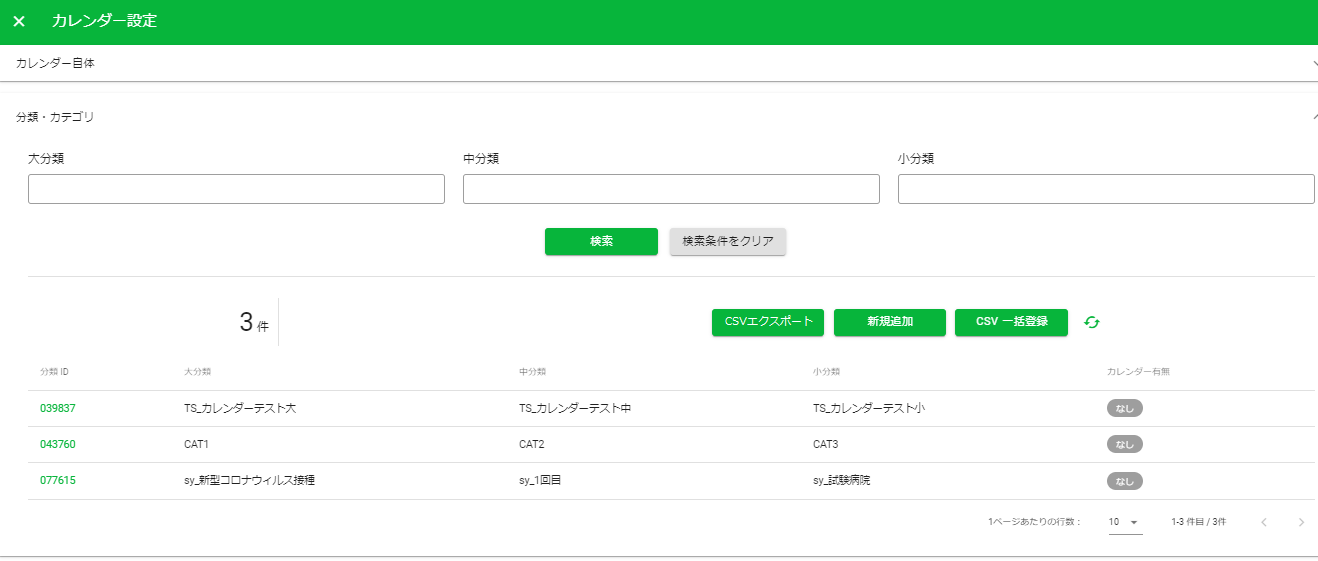 カレンダー設定
カレンダー自体
分類・カテゴリ
大分類 中分類 小分類
検索 検索条件をクリア
3 件 CSVエクスポート 新規追加 CSV 一括登録
分類 ID 大分類 中分類 小分類 カレンダー有無
039837 TS_カレンダーテスト大 TS_カレンダーテスト中 TS_カレンダーテスト小 なし
043760 CAT1 CAT2 CAT3 なし
077615 sy_新型コロナウィルス接種 sy_1回目 sy_試験病院 なし
1ページあたりの行数： 10 1-3 件目 / 3件